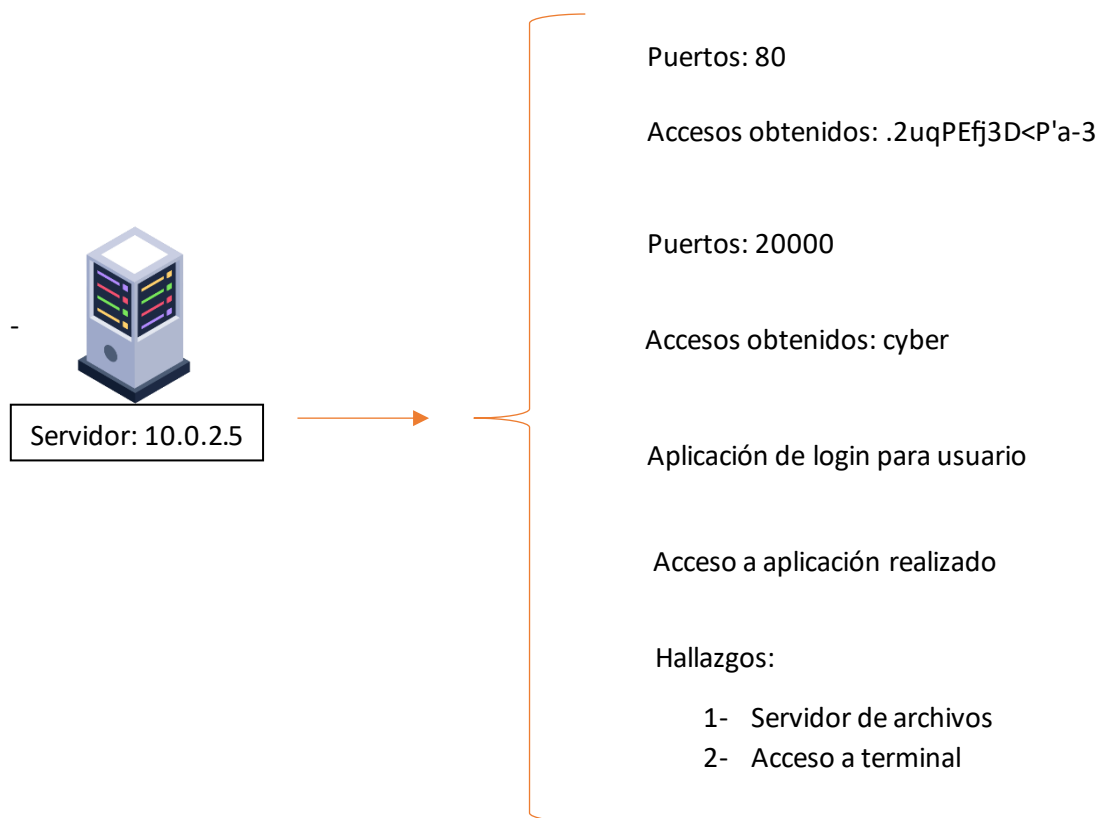 Puertos: 80
Accesos obtenidos: .2uqPEfj3D<P'a-3
Puertos: 20000
-
Accesos obtenidos: cyber
Servidor: 10.0.2.5
Aplicación de login para usuario
Acceso a aplicación realizado
Hallazgos:
1- Servidor de archivos
2- Acceso a terminal